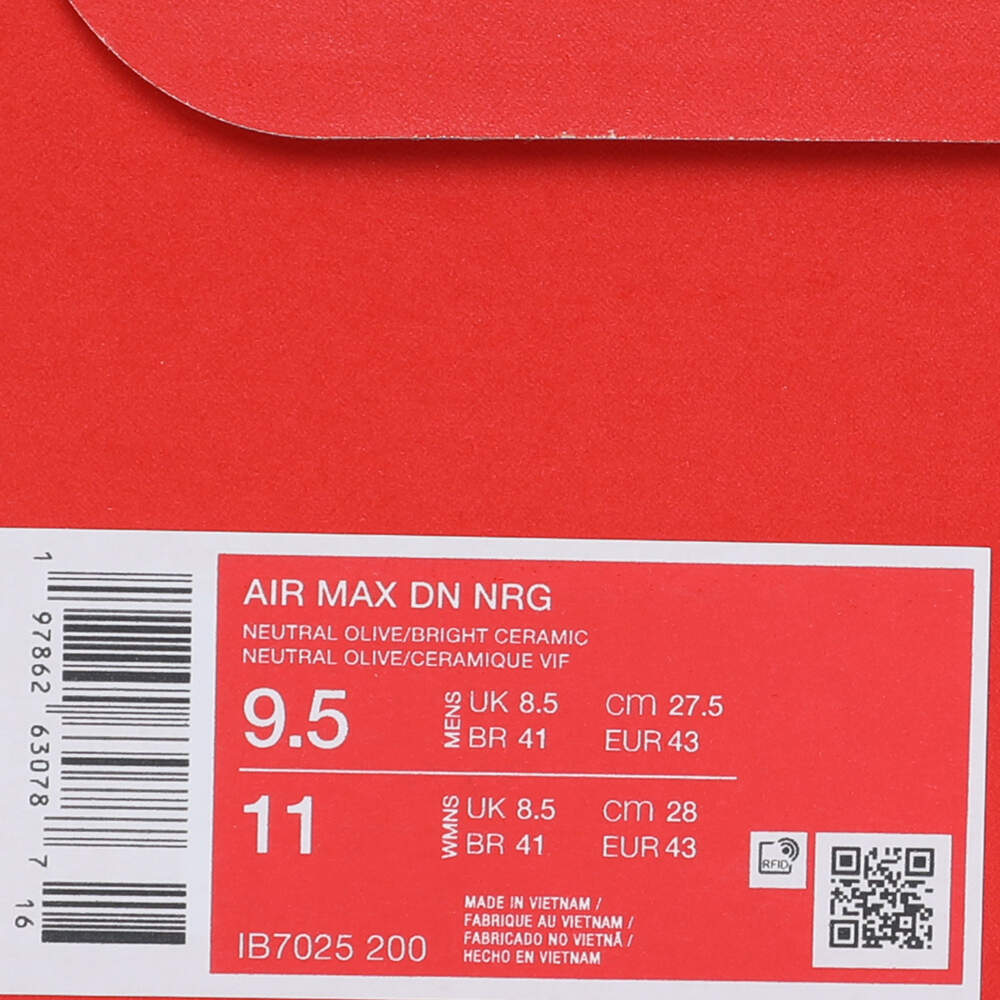 AIR MAX DN NRG
NEUTRAL OLIVE/BRIGHT CERAMIC
NEUTRAL OLIVE/CERAMIQUE VIF
9.5 MENS UK 8.5 cm 27.5
BR 41 EUR 43
11 WMNS UK 8.5 cm 28
BR 41 EUR 43
RFID
MADE IN VIETNAM /
FABRIQUE AU VIETNAM /
FABRICADO NO VIETNÃ /
HECHO EN VIETNAM
IB7025 200
1 97862 63078 7 16